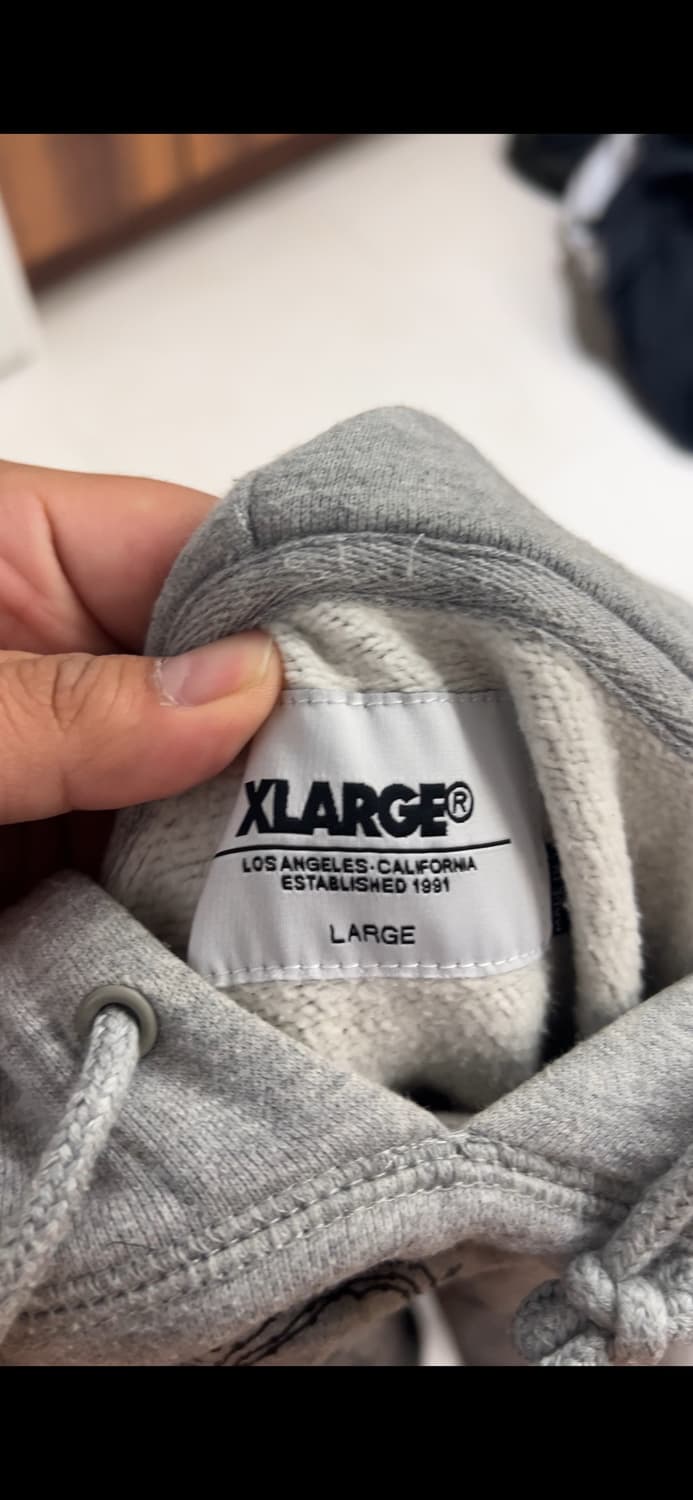 XLARGE®
LOS ANGELES·CALIFORNIA
ESTABLISHED 1991
LARGE